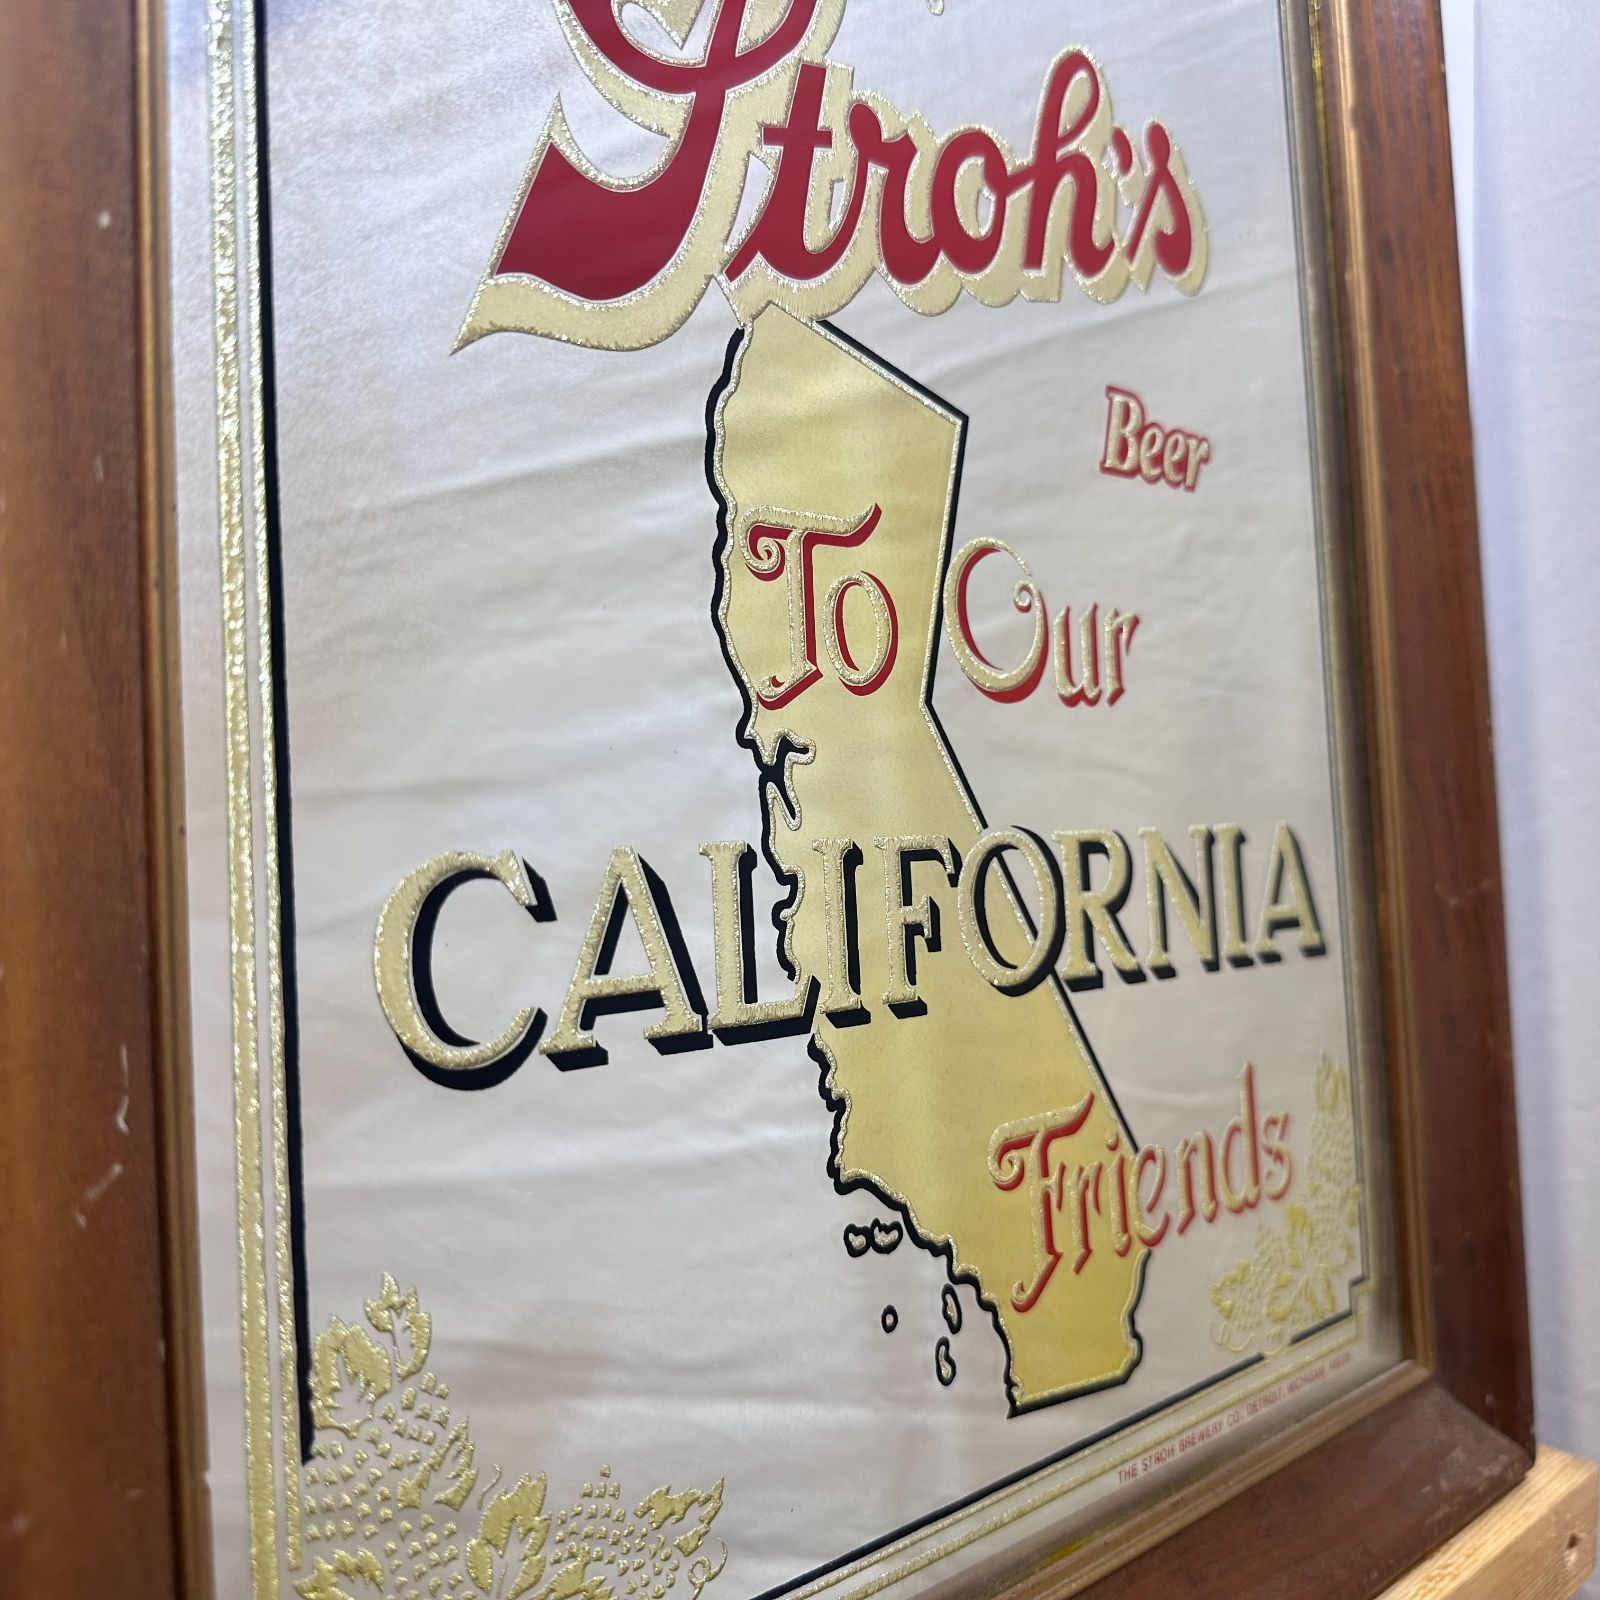 Stroh's
Beer
To Our
CALIFORNIA
Friends
THE STROH BREWERY CO., DETROIT, MICHIGAN